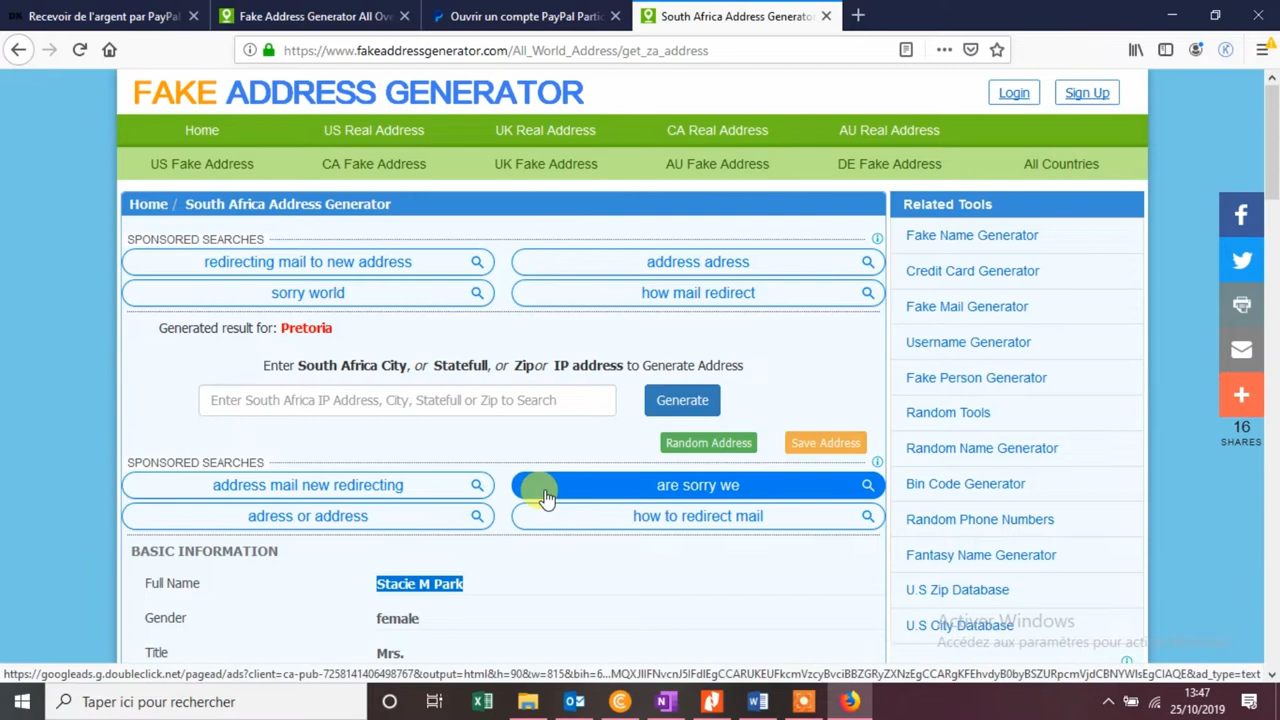 Recevoir de l'argent par PayPal
Fake Address Generator All Ove
Ouvrir un compte PayPal Partic
South Africa Address Generator
https://www.fakeaddressgenerator.com/All_World_Address/get_za_address
FAKE ADDRESS GENERATOR
Login
Sign Up
Home
US Real Address
UK Real Address
CA Real Address
AU Real Address
US Fake Address
CA Fake Address
UK Fake Address
AU Fake Address
DE Fake Address
All Countries
Home / South Africa Address Generator
SPONSORED SEARCHES
redirecting mail to new address
address adress
sorry world
how mail redirect
Generated result for: Pretoria
Enter South Africa City, or Statefull, or Zipor IP address to Generate Address
Enter South Africa IP Address, City, Statefull or Zip to Search
Generate
Random Address
Save Address
SPONSORED SEARCHES
address mail new redirecting
are sorry we
adress or address
how to redirect mail
BASIC INFORMATION
Full Name
Stacie M Park
Gender
female
Title
Mrs.
Related Tools
Fake Name Generator
Credit Card Generator
Fake Mail Generator
Username Generator
Fake Person Generator
Random Tools
Random Name Generator
Bin Code Generator
Random Phone Numbers
Fantasy Name Generator
U.S Zip Database
U.S City Database
16
SHARES
Activer Windows
Accédez aux paramètres pour activer
Taper ici pour rechercher
13:47
25/10/2019